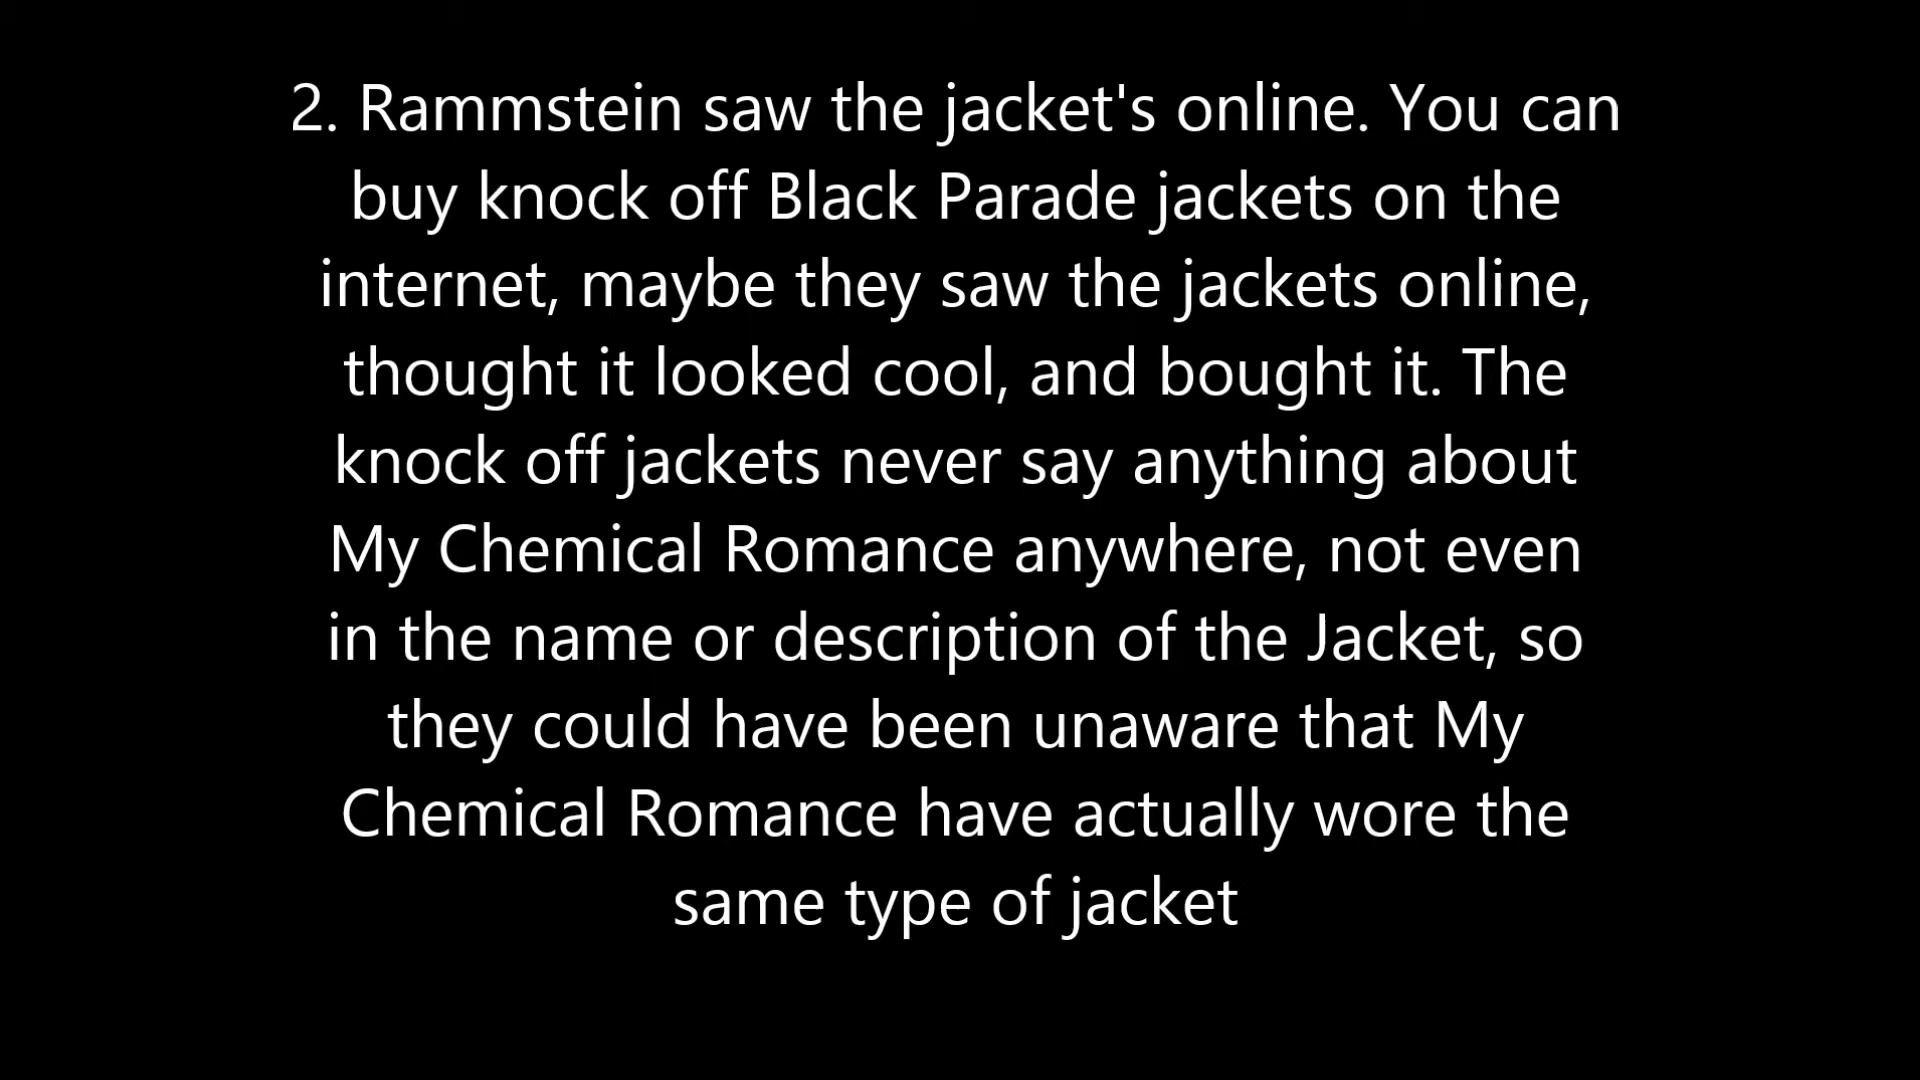 2. Rammstein saw the jacket's online. You can
buy knock off Black Parade jackets on the
internet, maybe they saw the jackets online,
thought it looked cool, and bought it. The
knock off jackets never say anything about
My Chemical Romance anywhere, not even
in the name or description of the Jacket, so
they could have been unaware that My
Chemical Romance have actually wore the
same type of jacket